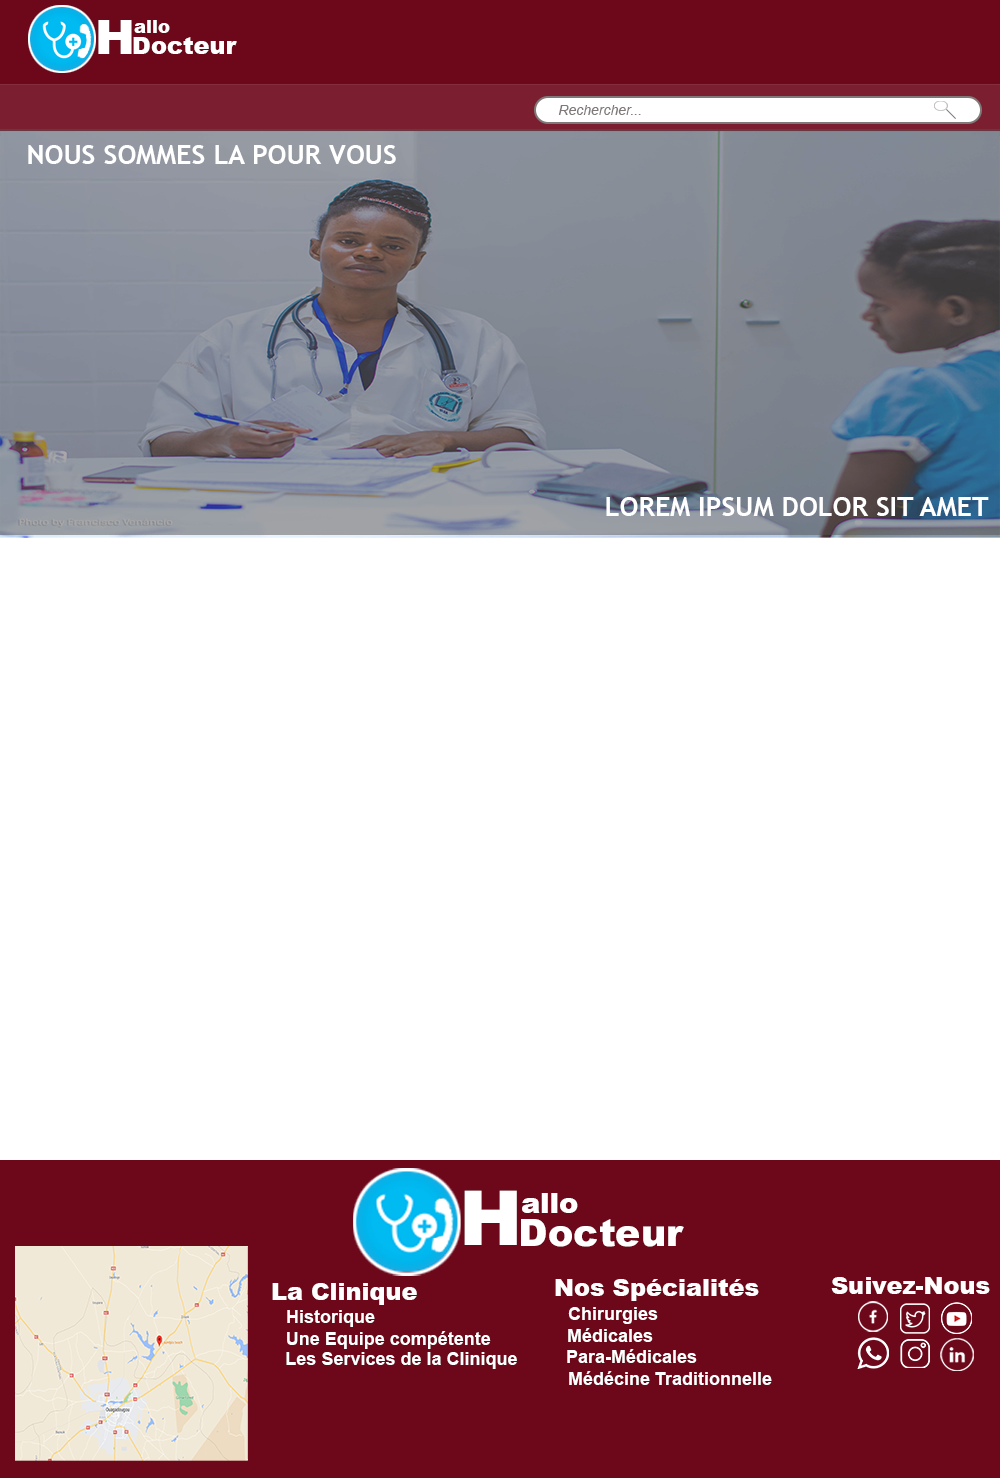 Hallo
Docteur
Rechercher...
NOUS SOMMES LA POUR VOUS
LOREM IPSUM DOLOR SIT AMET
Photo by Francisco Venancio
Hallo
Docteur
La Clinique
Historique
Une Equipe compétente
Les Services de la Clinique
Nos Spécialités
Chirurgies
Médicales
Para-Médicales
Médécine Traditionnelle
Suivez-Nous
Ouagadougou